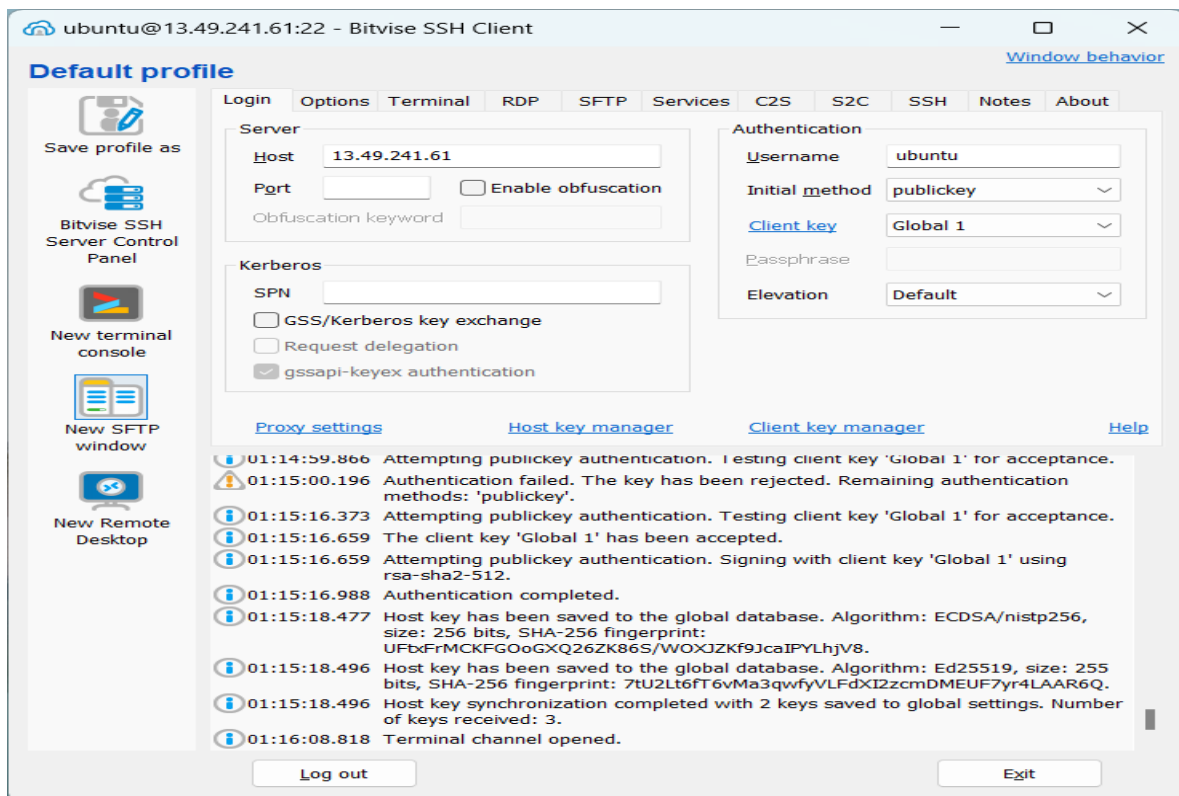 ubuntu@13.49.241.61:22 - Bitvise SSH Client
Window behavior
Default profile
Save profile as
Bitvise SSH
Server Control
Panel
New terminal
console
New SFTP
window
New Remote
Desktop
Login Options Terminal RDP SFTP Services C2S S2C SSH Notes About
Server
Host 13.49.241.61
Port Enable obfuscation
Obfuscation keyword
Kerberos
SPN
GSS/Kerberos key exchange
Request delegation
gssapi-keyex authentication
Authentication
Username ubuntu
Initial method publickey
Client key Global 1
Passphrase
Elevation Default
Proxy settings Host key manager Client key manager Help
01:14:59.866 Attempting publickey authentication. Testing client key 'Global 1' for acceptance.
01:15:00.196 Authentication failed. The key has been rejected. Remaining authentication
methods: 'publickey'.
01:15:16.373 Attempting publickey authentication. Testing client key 'Global 1' for acceptance.
01:15:16.659 The client key 'Global 1' has been accepted.
01:15:16.659 Attempting publickey authentication. Signing with client key 'Global 1' using
rsa-sha2-512.
01:15:16.988 Authentication completed.
01:15:18.477 Host key has been saved to the global database. Algorithm: ECDSA/nistp256,
size: 256 bits, SHA-256 fingerprint:
UFtxFrMCKFGOoGXQ26ZK86S/WOXJZKf9JcaIPYLhjV8.
01:15:18.496 Host key has been saved to the global database. Algorithm: Ed25519, size: 255
bits, SHA-256 fingerprint: 7tU2Lt6fT6vMa3qwfyVLFdXI2zcmDMEUF7yr4LAAR6Q.
01:15:18.496 Host key synchronization completed with 2 keys saved to global settings. Number
of keys received: 3.
01:16:08.818 Terminal channel opened.
Log out
Exit